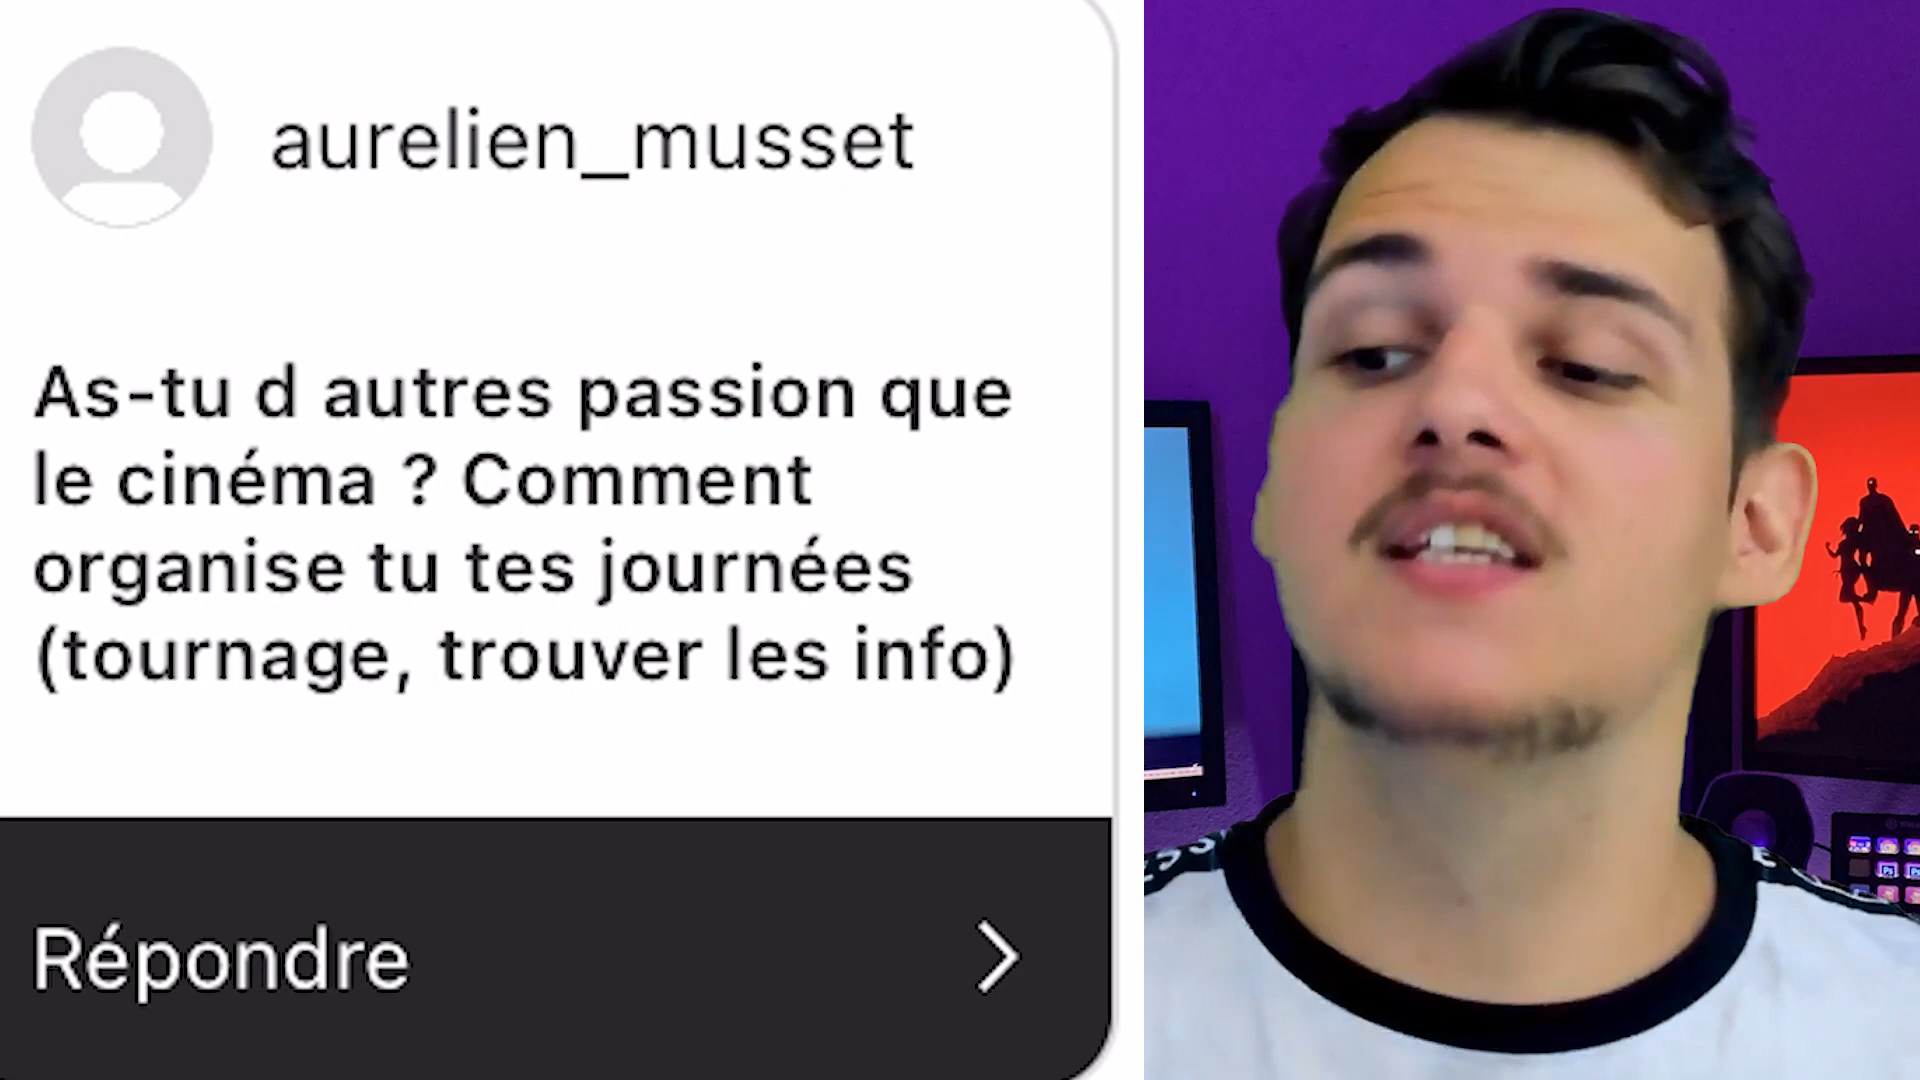 aurelien_musset
As-tu d autres passion que
le cinéma ? Comment
organise tu tes journées
(tournage, trouver les info)
Répondre